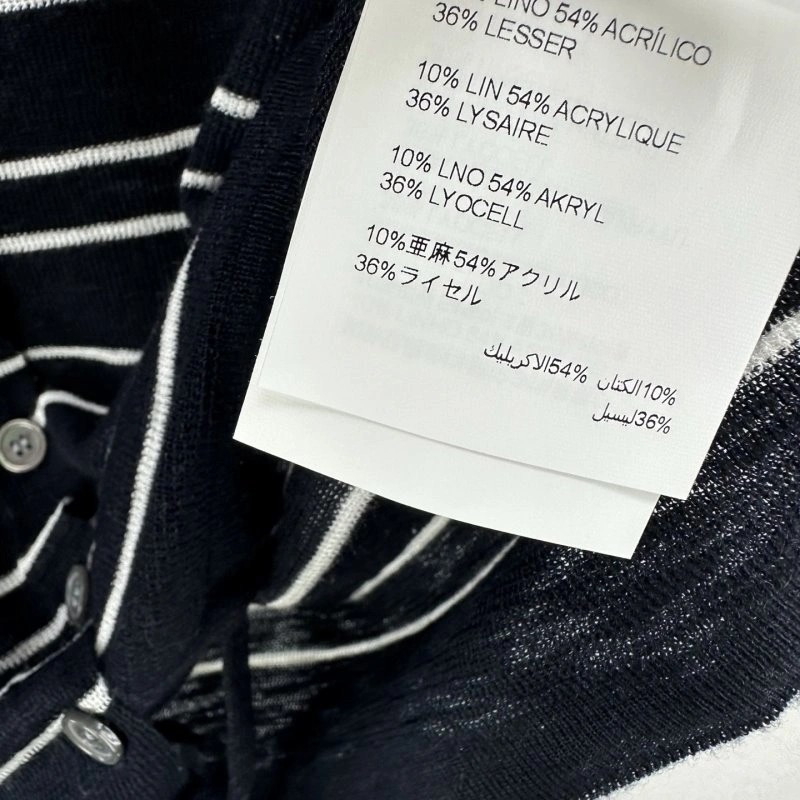 LINO 54% ACRÍLICO
36% LESSER
10% LIN 54% ACRYLIQUE
36% LYSAIRE
10% LNO 54% AKRYL
36% LYOCELL
10%亜麻54%アクリル
36%ライセル
10%الكتان 54%الاكريليك
36%ليسيل